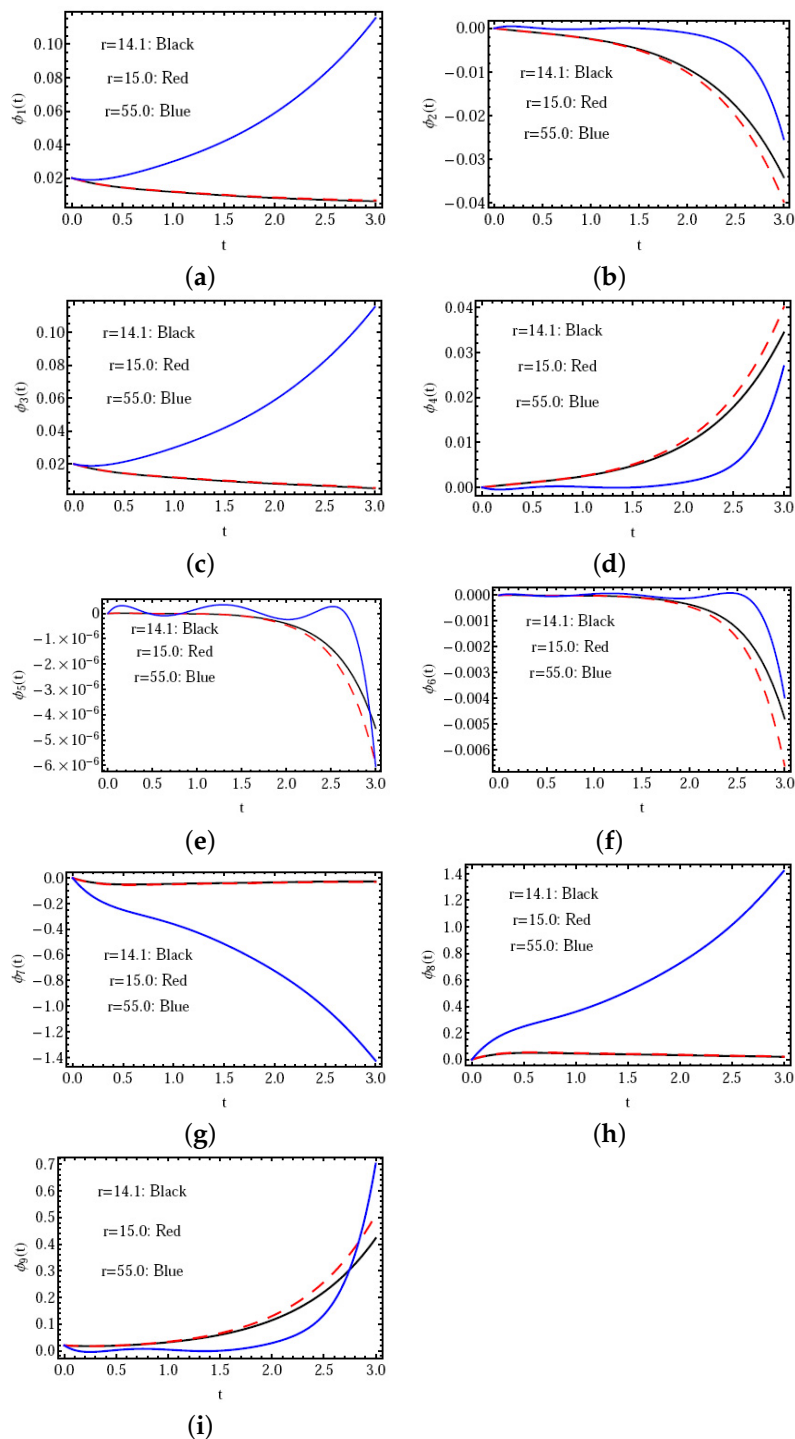 0.10
0.08
0.06
0.04
0.02
ϕ1(t)
r=14.1: Black
r=15.0: Red
r=55.0: Blue
0.0 0.5 1.0 1.5 2.0 2.5 3.0
t
(a)
0.00
−0.01
−0.02
−0.03
−0.04
ϕ2(t)
r=14.1: Black
r=15.0: Red
r=55.0: Blue
0.0 0.5 1.0 1.5 2.0 2.5 3.0
t
(b)
0.10
0.08
0.06
0.04
0.02
ϕ3(t)
r=14.1: Black
r=15.0: Red
r=55.0: Blue
0.0 0.5 1.0 1.5 2.0 2.5 3.0
t
(c)
0.04
0.03
0.02
0.01
0.00
ϕ4(t)
r=14.1: Black
r=15.0: Red
r=55.0: Blue
0.0 0.5 1.0 1.5 2.0 2.5 3.0
t
(d)
0
−1.×10−6
−2.×10−6
−3.×10−6
−4.×10−6
−5.×10−6
−6.×10−6
ϕ5(t)
r=14.1: Black
r=15.0: Red
r=55.0: Blue
0.0 0.5 1.0 1.5 2.0 2.5 3.0
t
(e)
0.000
−0.001
−0.002
−0.003
−0.004
−0.005
−0.006
ϕ6(t)
r=14.1: Black
r=15.0: Red
r=55.0: Blue
0.0 0.5 1.0 1.5 2.0 2.5 3.0
t
(f)
0.0
−0.2
−0.4
−0.6
−0.8
−1.0
−1.2
−1.4
ϕ7(t)
r=14.1: Black
r=15.0: Red
r=55.0: Blue
0.0 0.5 1.0 1.5 2.0 2.5 3.0
t
(g)
1.4
1.2
1.0
0.8
0.6
0.4
0.2
0.0
ϕ8(t)
r=14.1: Black
r=15.0: Red
r=55.0: Blue
0.0 0.5 1.0 1.5 2.0 2.5 3.0
t
(h)
0.7
0.6
0.5
0.4
0.3
0.2
0.1
0.0
ϕ9(t)
r=14.1: Black
r=15.0: Red
r=55.0: Blue
0.0 0.5 1.0 1.5 2.0 2.5 3.0
t
(i)